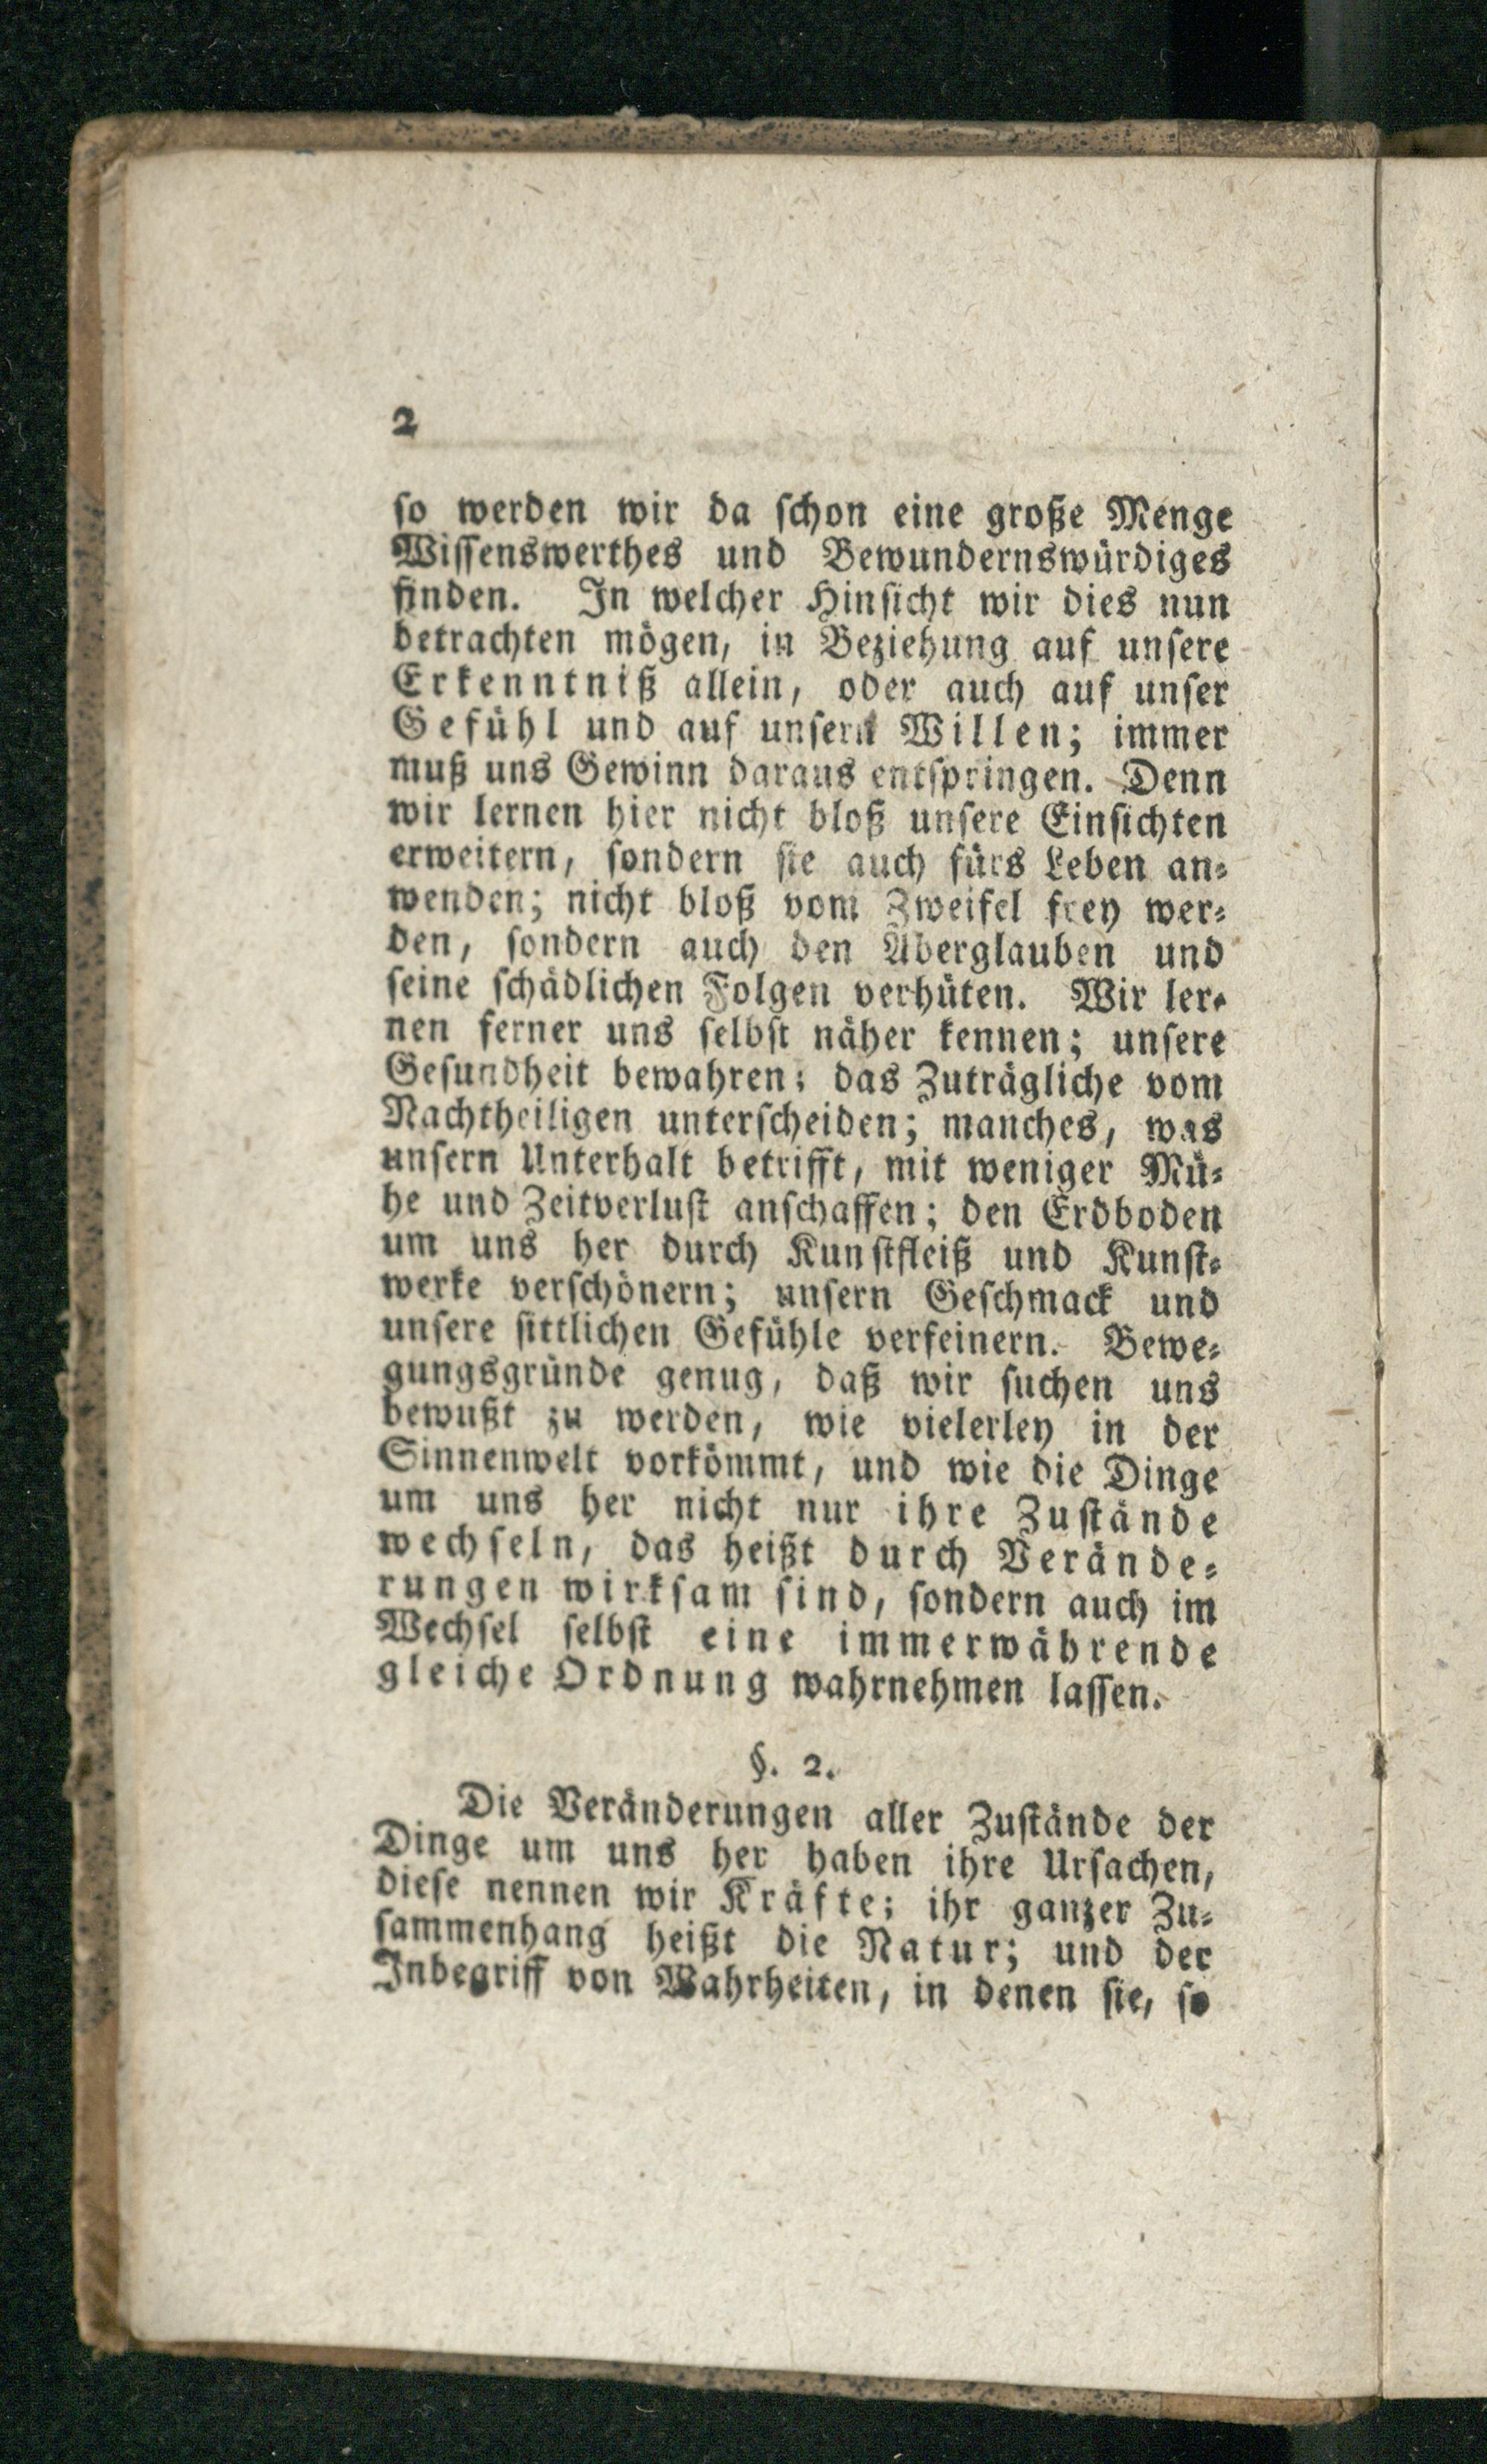 2
ſo werden wir da ſchon eine große Menge
Wiſſenswerthes und Bewundernswürdiges
finden. In welcher Hinſicht wir dies nun
betrachten mögen, in Beziehung auf unſere
Erkenntniß allein, oder auch auf unſer
Gefühl und auf unſern Willen; immer
muß uns Gewinn daraus entſpringen. Denn
wir lernen hier nicht bloß unſere Einſichten
erweitern, ſondern ſie auch fürs Leben an⸗
wenden; nicht bloß vom Zweifel frey wer⸗
den, ſondern auch den Aberglauben und
ſeine ſchädlichen Folgen verhüten. Wir ler⸗
nen ferner uns ſelbſt näher kennen; unſere
Geſundheit bewahren; das Zuträgliche vom
Nachtheiligen unterſcheiden; manches, was
unſern Unterhalt betrifft, mit weniger Mü⸗
he und Zeitverluſt anſchaffen; den Erdboden
um uns her durch Kunſtfleiß und Kunſt⸗
werke verſchönern; unſern Geſchmack und
unſere ſittlichen Gefühle verfeinern. Bewe⸗
gungsgründe genug, daß wir ſuchen uns
bewußt zu werden, wie vielerley in der
Sinnenwelt vorkömmt, und wie die Dinge
um uns her nicht nur ihre Zuſtände
wechſeln, das heißt durch Verände⸗
rungen wirkſam ſind, ſondern auch im
Wechſel ſelbſt eine immerwährende
gleiche Ordnung wahrnehmen laſſen.
§. 2.
Die Veränderungen aller Zuſtände der
Dinge um uns her haben ihre Urſachen,
dieſe nennen wir Kräfte; ihr ganzer Zu⸗
ſammenhang heißt die Natur; und der
Inbegriff von Wahrheiten, in denen ſie, ſo